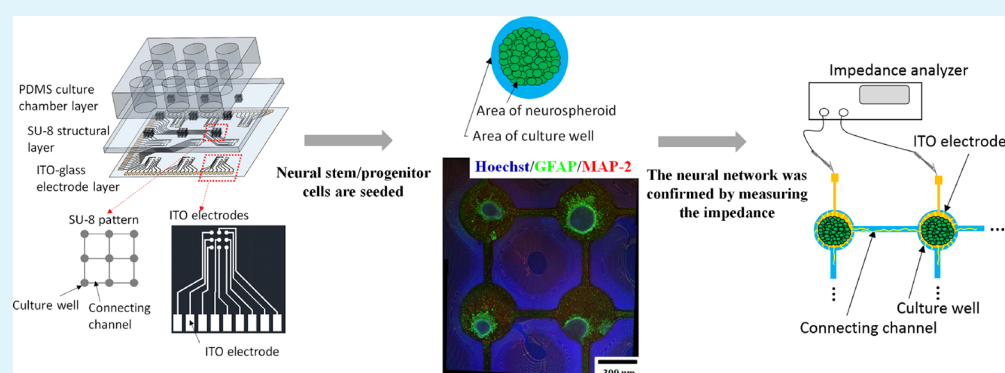 PDMS culture
chamber layer
SU-8 structural
layer
ITO-glass
electrode layer
SU-8 pattern
Culture well
Connecting
channel
ITO electrodes
ITO electrode
Neural stem/progenitor
cells are seeded
Area of neurospheroid
Area of culture well
Hoechst/GFAP/MAP-2
The neural network was
confirmed by measuring
the impedance
Impedance analyzer
ITO electrode
Culture well
Connecting channel